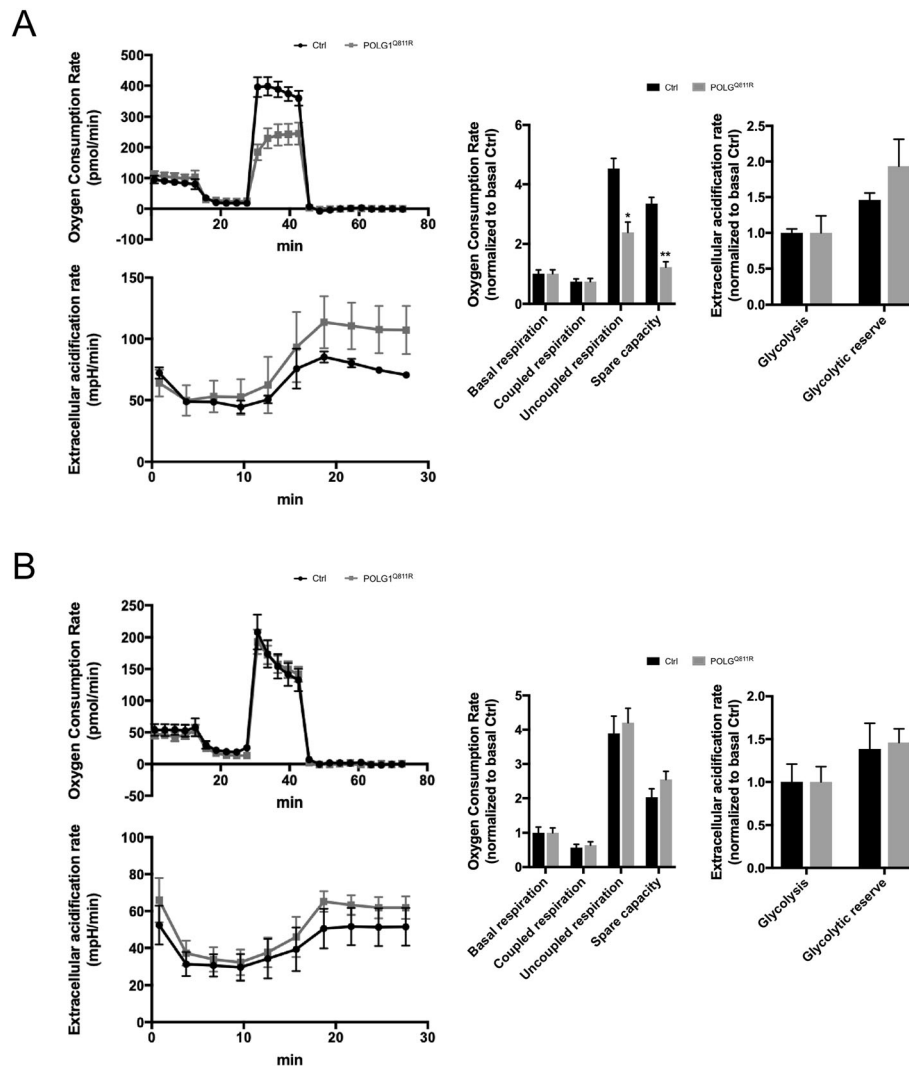 A
Ctrl POLG1Q811R
500
400
300
200
100
0
-100
Oxygen Consumption Rate
(pmol/min)
0 20 40 60 80
min
150
100
50
0
Extracellular acidification rate
(mpH/min)
0 10 20 30
min
Ctrl POLGQ811R
6
4
2
0
Oxygen Consumption Rate
(normalized to basal Ctrl)
*
**
Basal respiration
Coupled respiration
Uncoupled respiration
Spare capacity
2.5
2.0
1.5
1.0
0.5
0.0
Extracellular acidification rate
(normalized to basal Ctrl)
Glycolysis
Glycolytic reserve
B
Ctrl POLG1Q811R
250
200
150
100
50
0
-50
Oxygen Consumption Rate
(pmol/min)
0 20 40 60 80
min
100
80
60
40
20
0
Extracellular acidification rate
(mpH/min)
0 10 20 30
min
Ctrl POLGQ811R
5
4
3
2
1
0
Oxygen Consumption Rate
(normalized to basal Ctrl)
Basal respiration
Coupled respiration
Uncoupled respiration
Spare capacity
2.0
1.5
1.0
0.5
0.0
Extracellular acidification rate
(normalized to basal Ctrl)
Glycolysis
Glycolytic reserve